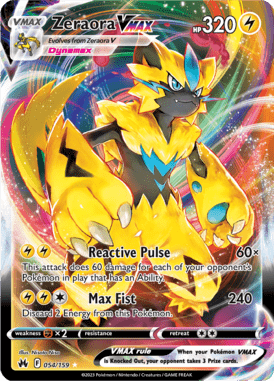 VMAX Zeraora VMAX HP 320
Evolves from Zeraora V
Dynamax
Reactive Pulse 60×
This attack does 60 damage for each of your opponent's
Pokémon in play that has an Ability.
Max Fist 240
Discard 2 Energy from this Pokémon.
weakness ×2 resistance retreat
Illus.
VMAX rule When your Pokémon VMAX
is Knocked Out, your opponent takes 3 Prize cards.
F 054/159
©2023 Pokémon / Nintendo / Creatures / GAME FREAK